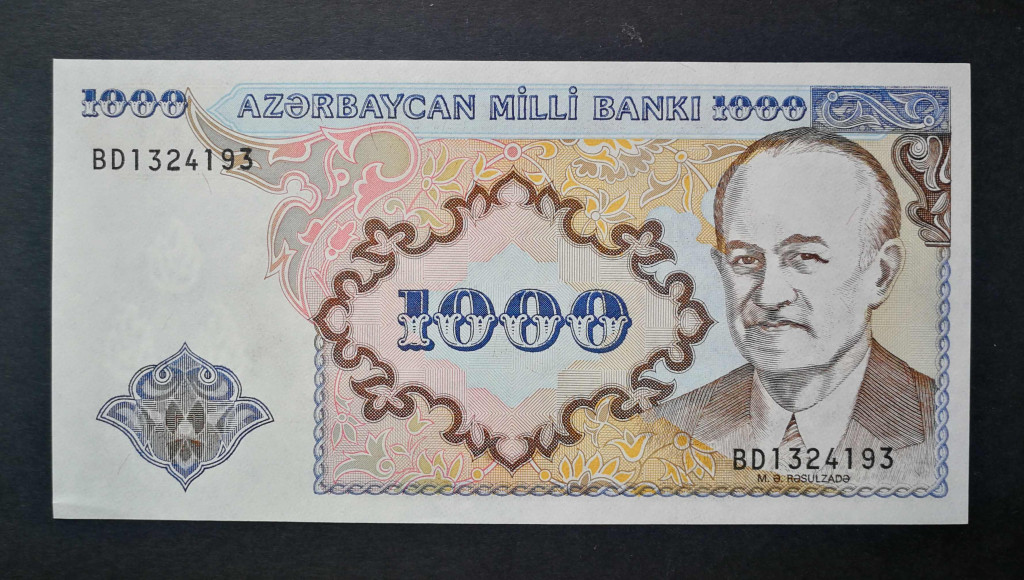 1000 AZƏRBAYCAN MİLLİ BANKI 1000
BD1324193
1000
BD1324193
M. Ə. RƏSULZADƏ